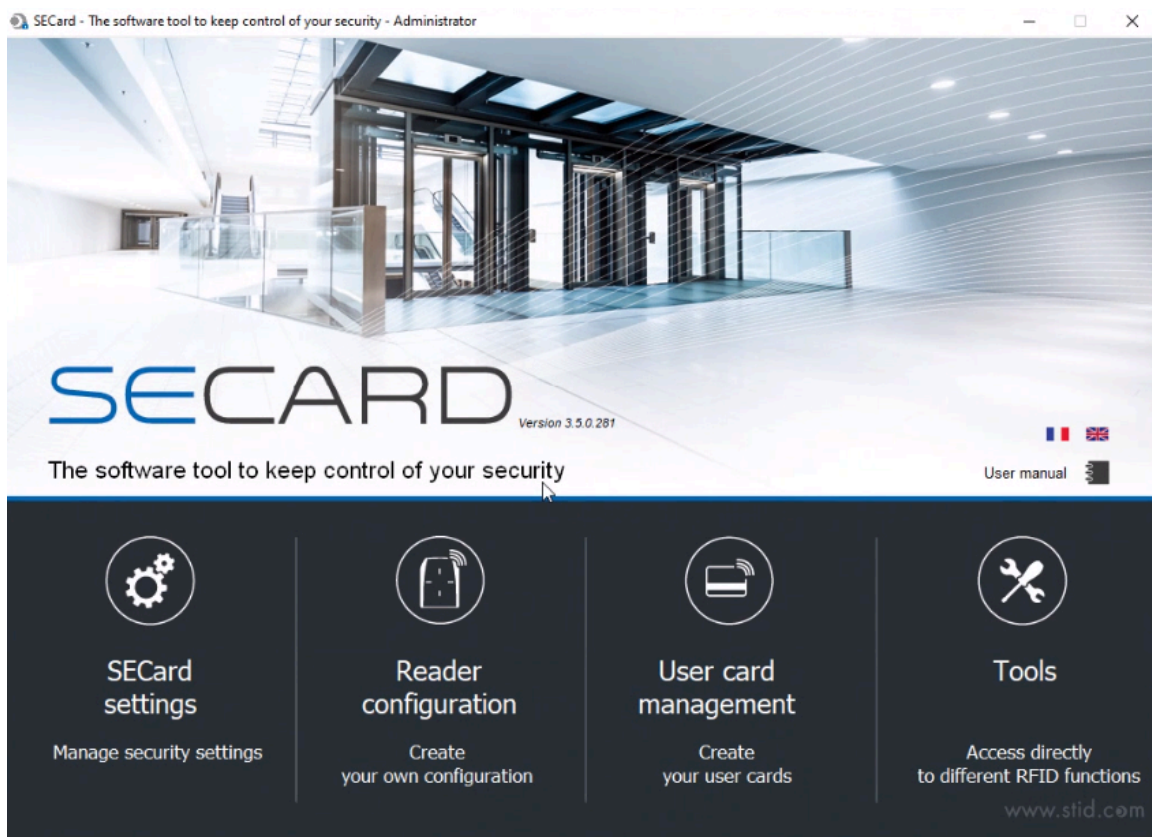 SECard - The software tool to keep control of your security - Administrator
SECARD
Version 3.5.0.281
The software tool to keep control of your security
User manual
SECard
settings
Manage security settings
Reader
configuration
Create
your own configuration
User card
management
Create
your user cards
Tools
Access directly
to different RFID functions
www.stid.com